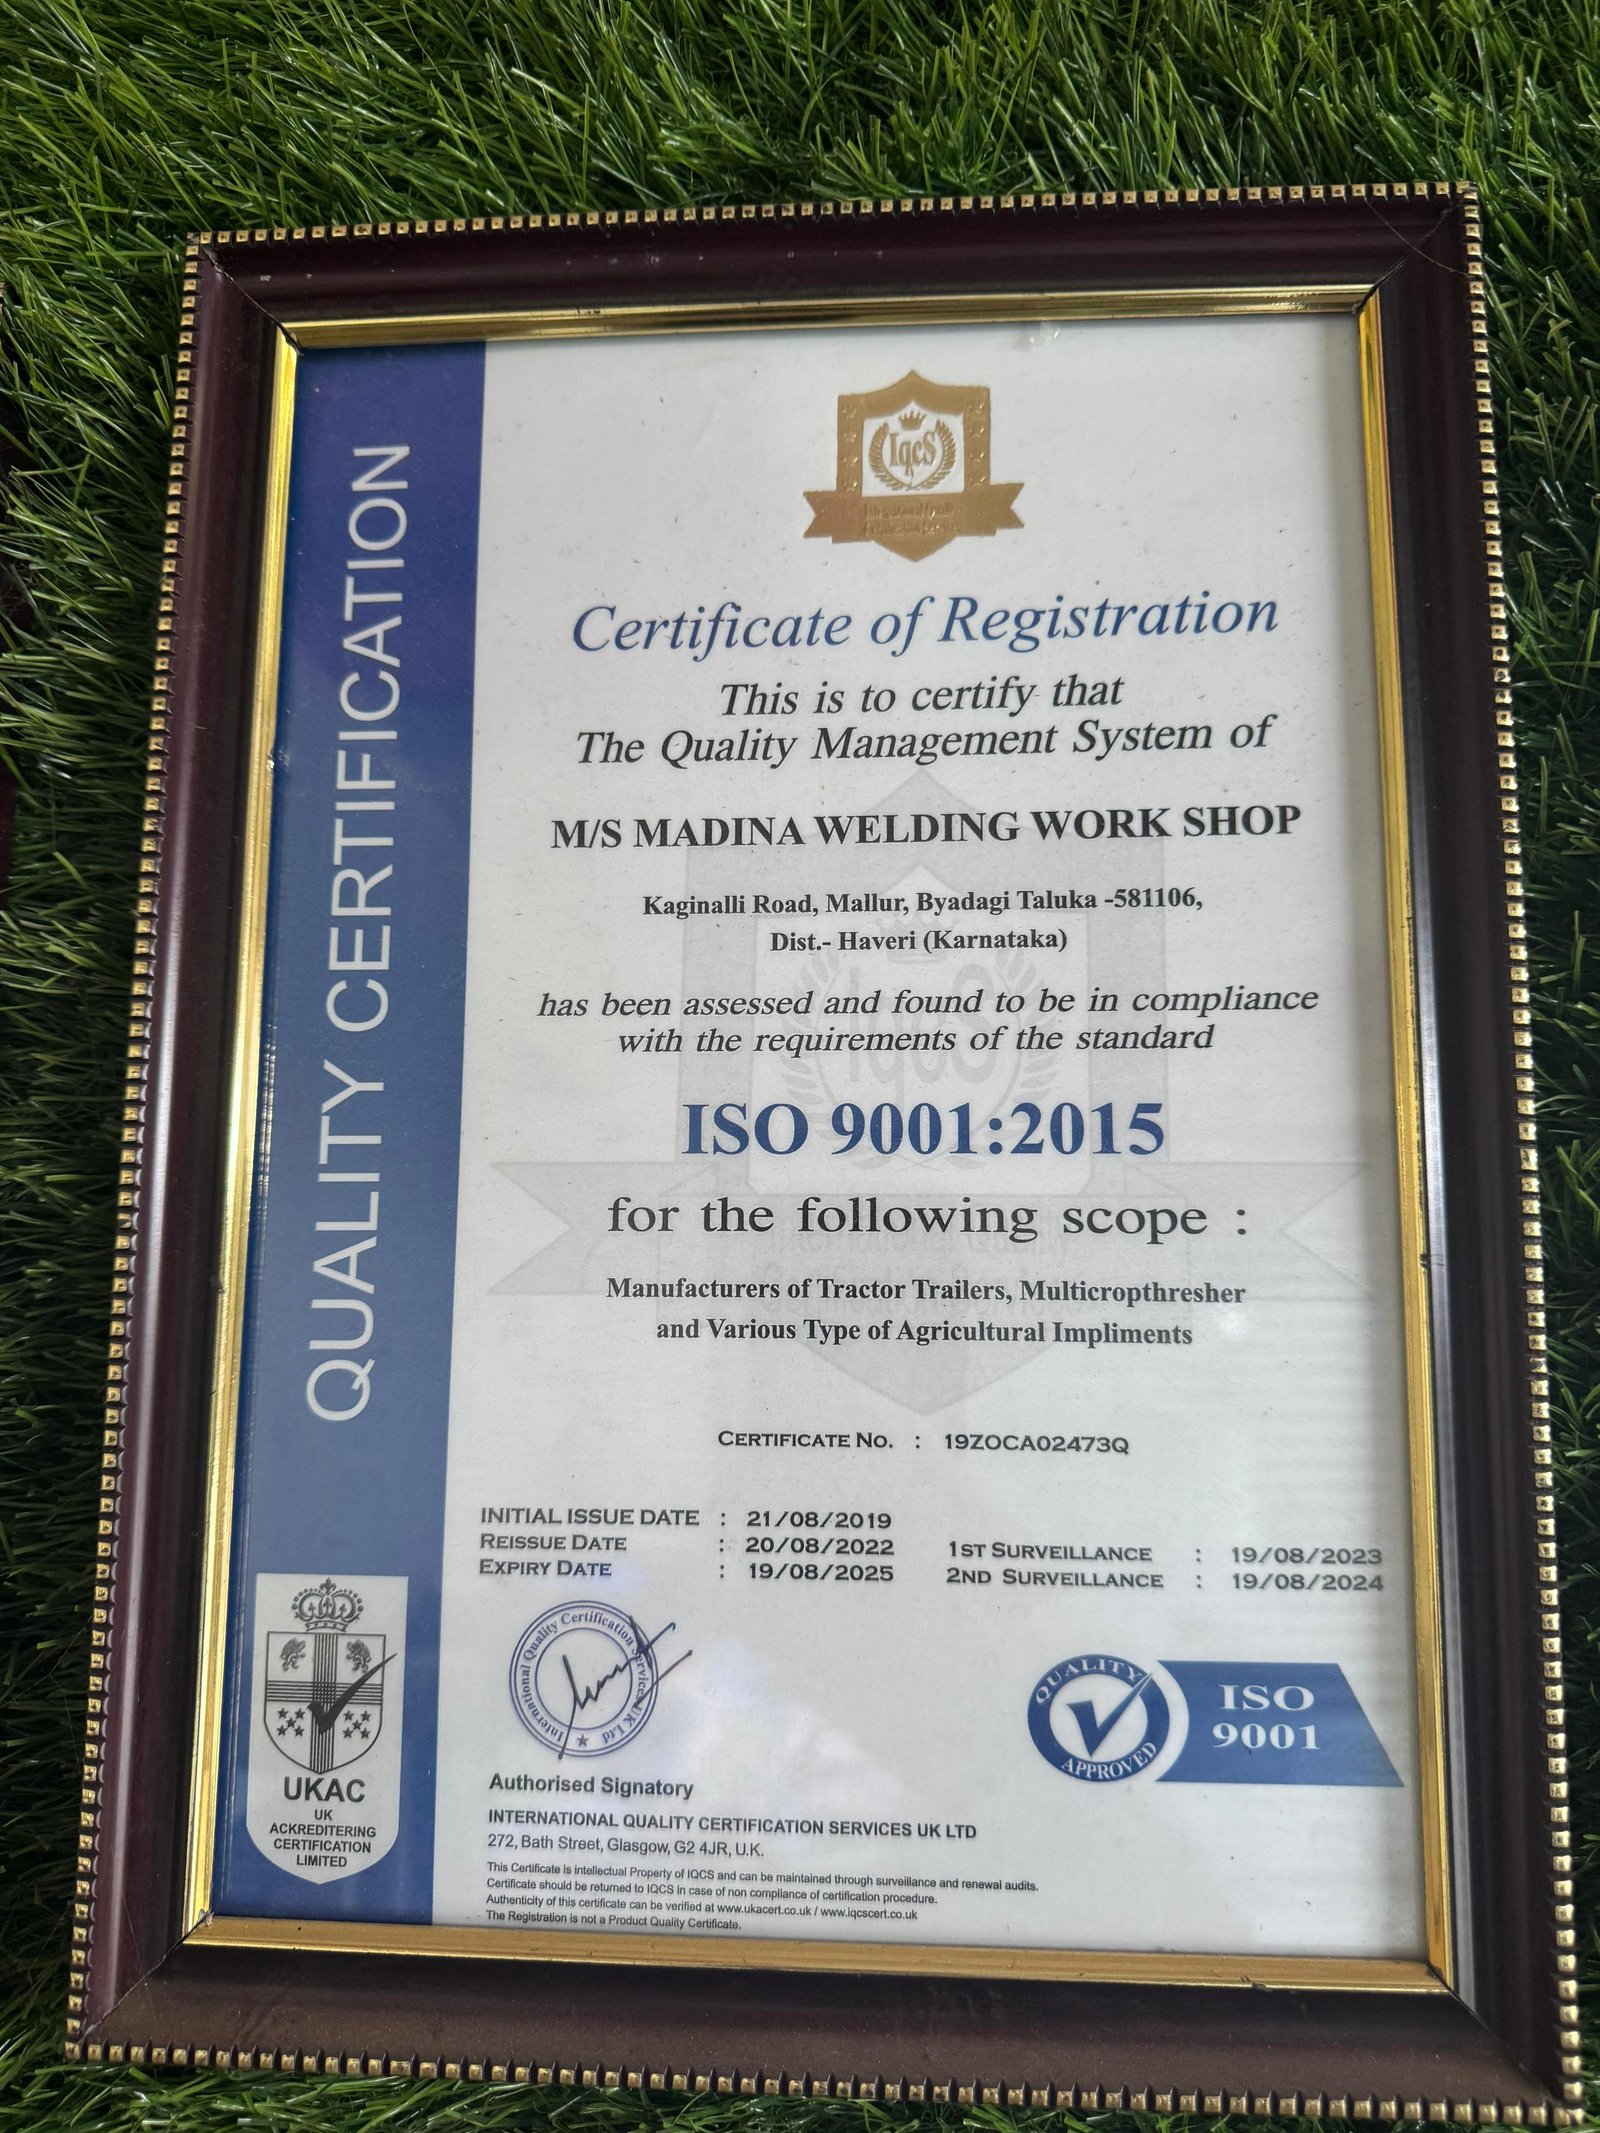 QUALITY CERTIFICATION
IqcS
Certificate of Registration
This is to certify that
The Quality Management System of
M/S MADINA WELDING WORK SHOP
Kaginalli Road, Mallur, Byadagi Taluka -581106,
Dist.- Haveri (Karnataka)
has been assessed and found to be in compliance
with the requirements of the standard
ISO 9001:2015
for the following scope :
Manufacturers of Tractor Trailers, Multicropthresher
and Various Type of Agricultural Impliments
CERTIFICATE NO. : 19ZOCA02473Q
INITIAL ISSUE DATE : 21/08/2019
REISSUE DATE : 20/08/2022
EXPIRY DATE : 19/08/2025
1ST SURVEILLANCE : 19/08/2023
2ND SURVEILLANCE : 19/08/2024
International Quality Certification Services UK Ltd
QUALITY
APPROVED
ISO
9001
UKAC
UK
ACKREDITERING
CERTIFICATION
LIMITED
Authorised Signatory
INTERNATIONAL QUALITY CERTIFICATION SERVICES UK LTD
272, Bath Street, Glasgow, G2 4JR, U.K.
This Certificate is intellectual Property of IQCS and can be maintained through surveillance and renewal audits.
Certificate should be returned to IQCS in case of non compliance of certification procedure.
Authenticity of this certificate can be verified at www.ukacert.co.uk / www.iqcscert.co.uk
The Registration is not a Product Quality Certificate.